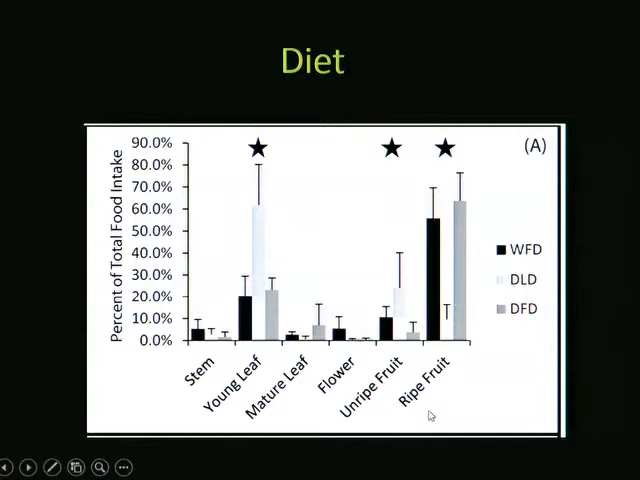 Diet
(A)
90.0%
80.0%
70.0%
60.0%
50.0%
40.0%
30.0%
20.0%
10.0%
0.0%
Percent of Total Food Intake
WFD
DLD
DFD
Stem
Young Leaf
Mature Leaf
Flower
Unripe Fruit
Ripe Fruit